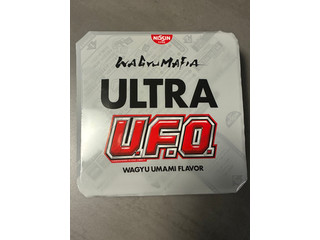 NISSIN
WAGYUMAFIA
ULTRA
U.F.O.
WAGYU UMAMI FLAVOR